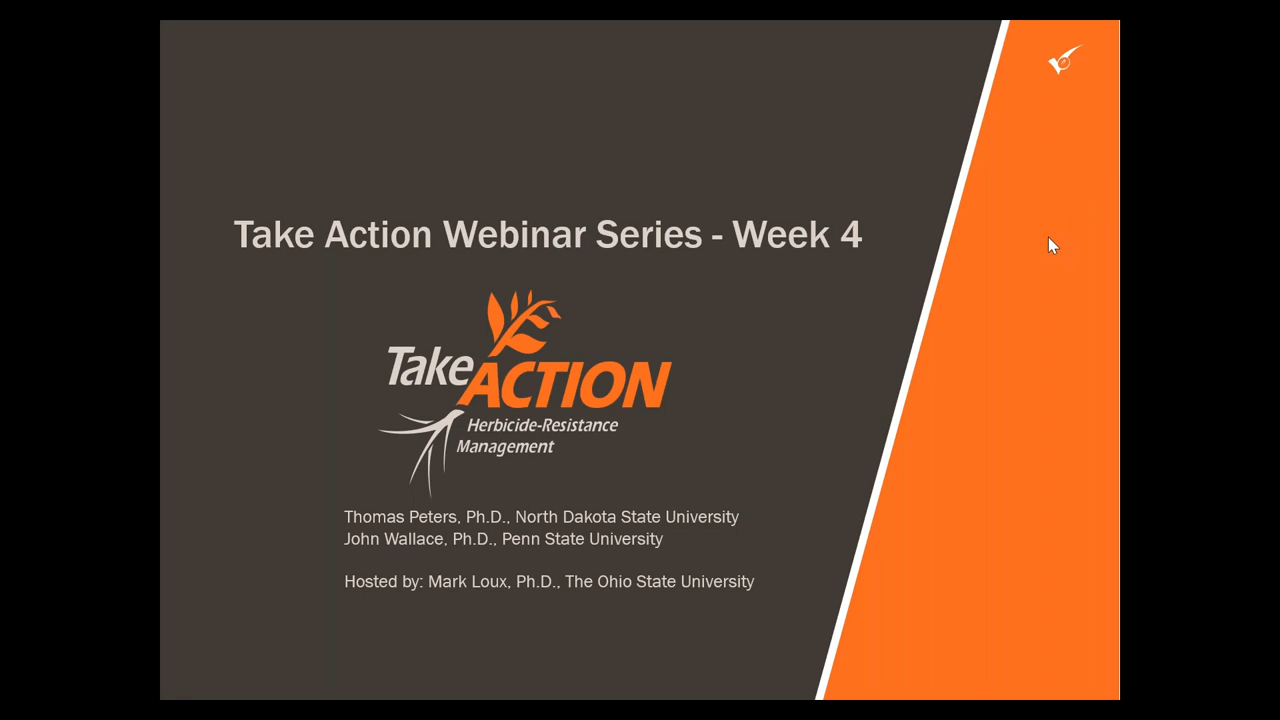 Take Action Webinar Series - Week 4
Take
ACTION
Herbicide-Resistance
Management
Thomas Peters, Ph.D., North Dakota State University
John Wallace, Ph.D., Penn State University
Hosted by: Mark Loux, Ph.D., The Ohio State University